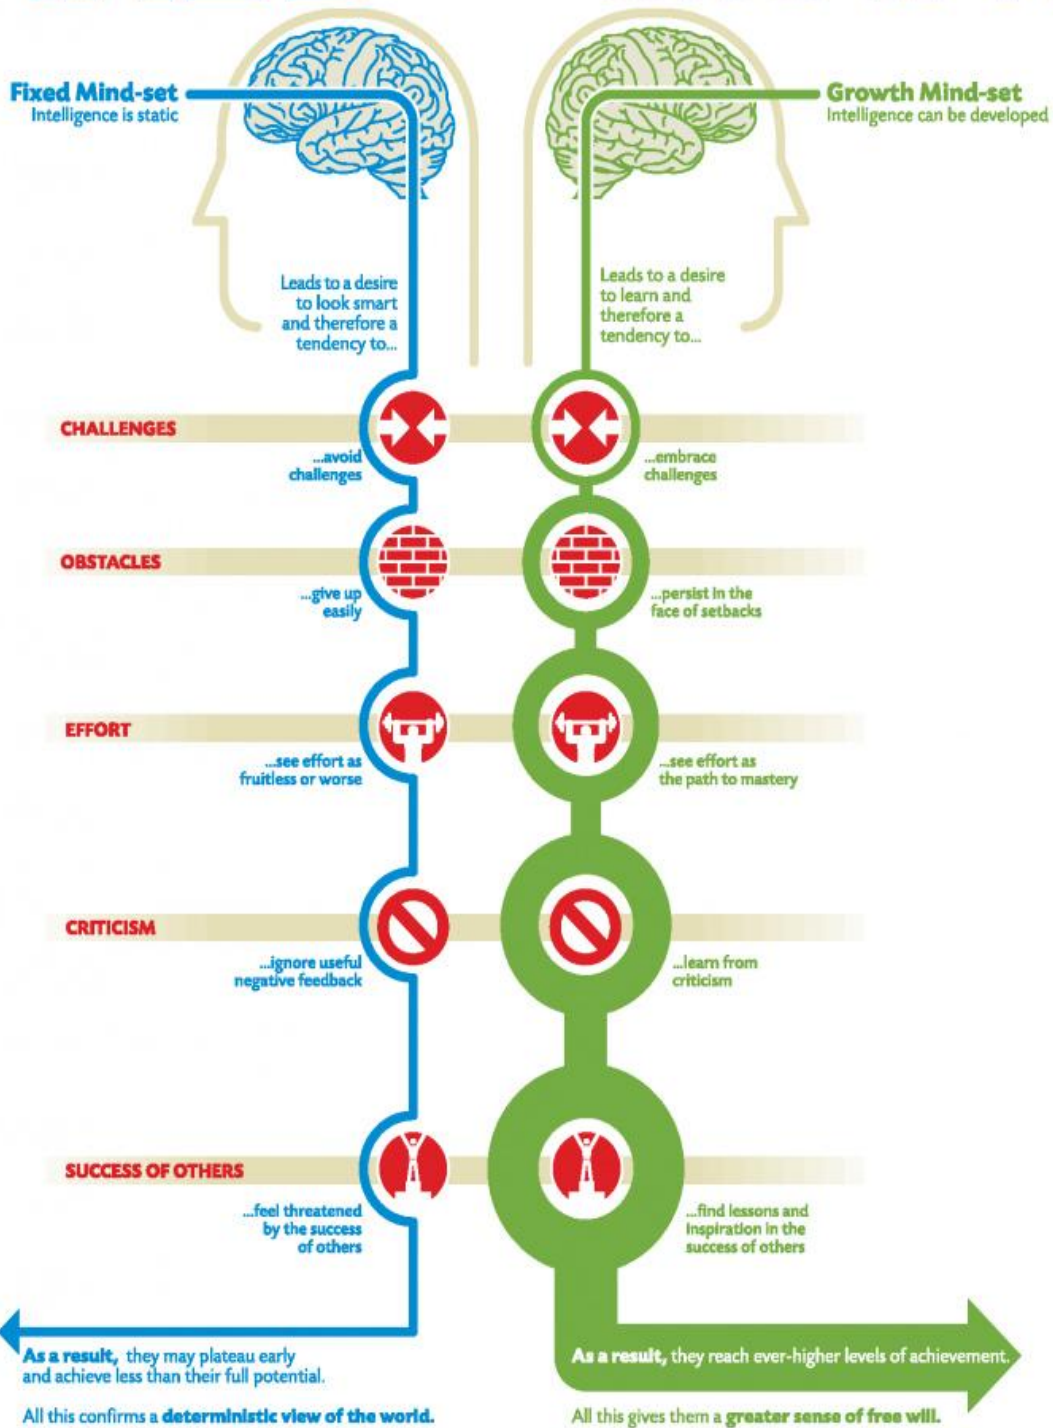 Fixed Mind-set
Intelligence is static
Growth Mind-set
Intelligence can be developed
Leads to a desire
to look smart
and therefore a
tendency to...
Leads to a desire
to learn and
therefore a
tendency to...
CHALLENGES
...avoid
challenges
...embrace
challenges
OBSTACLES
...give up
easily
...persist in the
face of setbacks
EFFORT
...see effort as
fruitless or worse
...see effort as
the path to mastery
CRITICISM
...ignore useful
negative feedback
...learn from
criticism
SUCCESS OF OTHERS
...feel threatened
by the success
of others
...find lessons and
inspiration in the
success of others
As a result, they may plateau early
and achieve less than their full potential.
All this confirms a deterministic view of the world.
As a result, they reach ever-higher levels of achievement.
All this gives them a greater sense of free will.